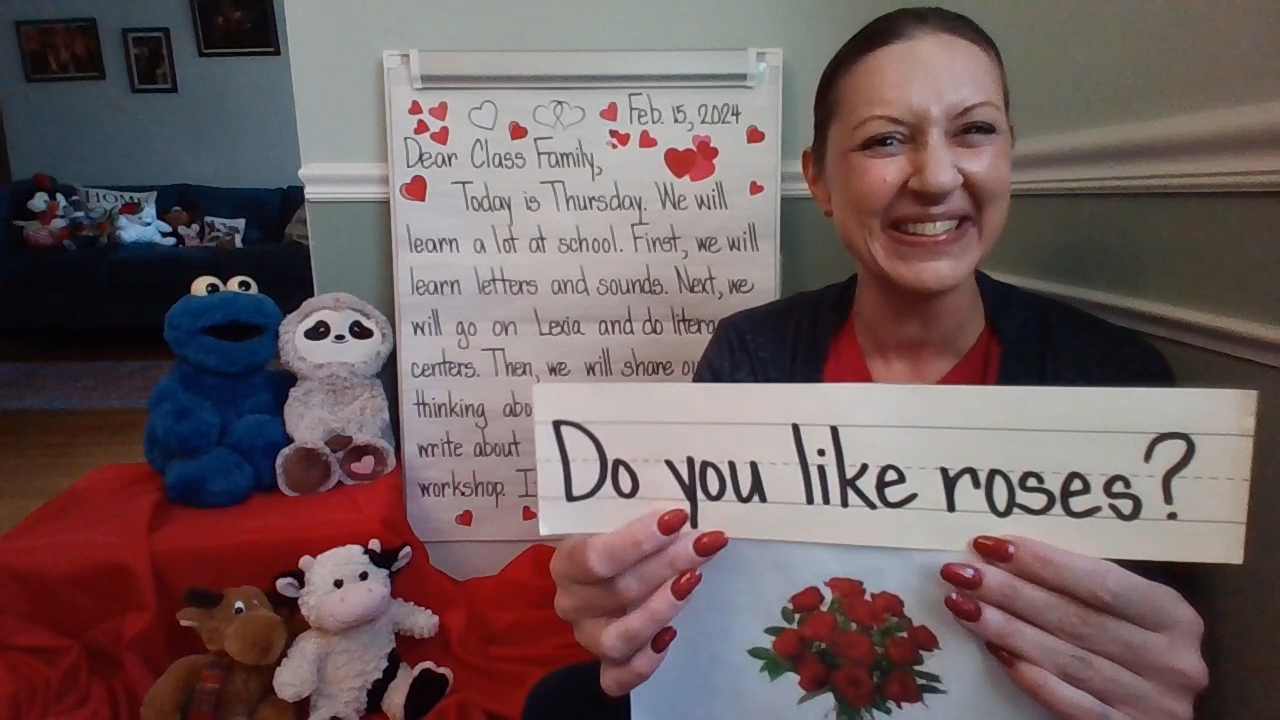 HOME
Feb. 15, 2024
Dear Class Family,
Today is Thursday. We will
learn a lot at school. First, we will
learn letters and sounds. Next, we
will go on Lexia and do
centers. Then, we will share
thinking
write about
workshop. I
Do you like roses?